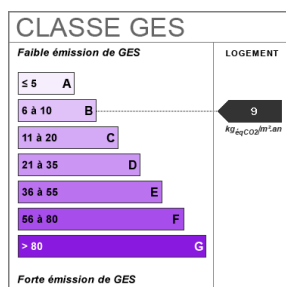 CLASSE GES
Faible émission de GES
LOGEMENT
≤ 5 A
6 à 10 B
9
kgéqCO2/m².an
11 à 20 C
21 à 35 D
36 à 55 E
56 à 80 F
> 80 G
Forte émission de GES